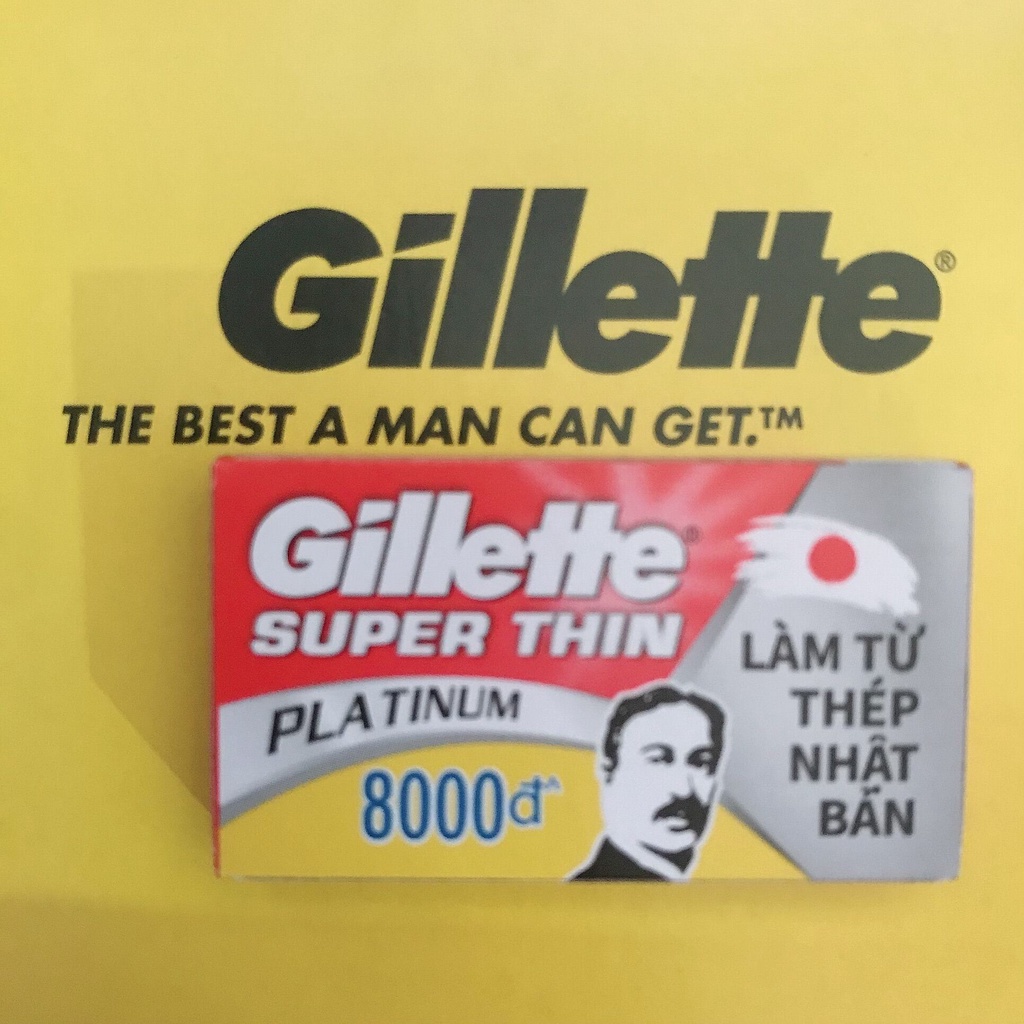 Gillette®
THE BEST A MAN CAN GET.™
Gillette®
SUPER THIN
PLATINUM
8000đ^
LÀM TỪ
THÉP
NHẬT
BẢN